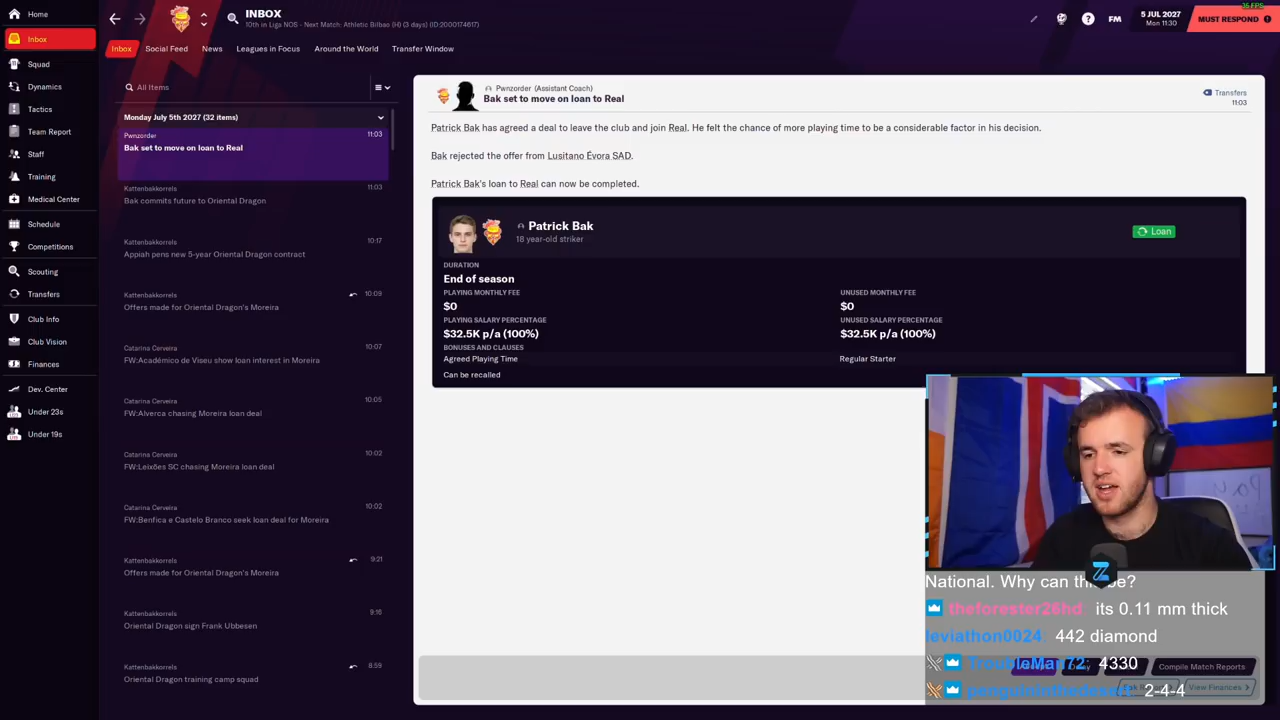 Home
Inbox
Squad
Dynamics
Tactics
Team Report
Staff
Training
Medical Center
Schedule
Competitions
Scouting
Transfers
Club Info
Club Vision
Finances
Dev. Center
Under 23s
Under 19s
INBOX
10th in Liga NOS - Next Match: Athletic Bilbao (H) (3 days) (ID:2000174617)
FM
5 JUL 2027
Mon 11:30
16 FPS
MUST RESPOND
Inbox
Social Feed
News
Leagues in Focus
Around the World
Transfer Window
All Items
Monday July 5th 2027 (32 items)
Pwnzorder 11:03
Bak set to move on loan to Real
Kattenbakkorrels 11:03
Bak commits future to Oriental Dragon
Kattenbakkorrels 10:17
Appiah pens new 5-year Oriental Dragon contract
Kattenbakkorrels 10:09
Offers made for Oriental Dragon's Moreira
Catarina Cerveira 10:07
FW:Académico de Viseu show loan interest in Moreira
Catarina Cerveira 10:05
FW:Alverca chasing Moreira loan deal
Catarina Cerveira 10:02
FW:Leixões SC chasing Moreira loan deal
Catarina Cerveira 10:02
FW:Benfica e Castelo Branco seek loan deal for Moreira
Kattenbakkorrels 9:21
Offers made for Oriental Dragon's Moreira
Kattenbakkorrels 9:16
Oriental Dragon sign Frank Ubbesen
Kattenbakkorrels 8:59
Oriental Dragon training camp squad
Pwnzorder (Assistant Coach)
Bak set to move on loan to Real
Transfers
11:03
Patrick Bak has agreed a deal to leave the club and join Real. He felt the chance of more playing time to be a considerable factor in his decision.
Bak rejected the offer from Lusitano Évora SAD.
Patrick Bak's loan to Real can now be completed.
Patrick Bak
18 year-old striker
Loan
DURATION
End of season
PLAYING MONTHLY FEE UNUSED MONTHLY FEE
$0 $0
PLAYING SALARY PERCENTAGE UNUSED SALARY PERCENTAGE
$32.5K p/a (100%) $32.5K p/a (100%)
BONUSES AND CLAUSES
Agreed Playing Time Regular Starter
Can be recalled
National. Why can this be?
theforester26hd: its 0.11 mm thick
leviathon0024: 442 diamond
TroubleMan72: 4330
Compile Match Reports
penguininthedesert: 2-4-4
View Finances